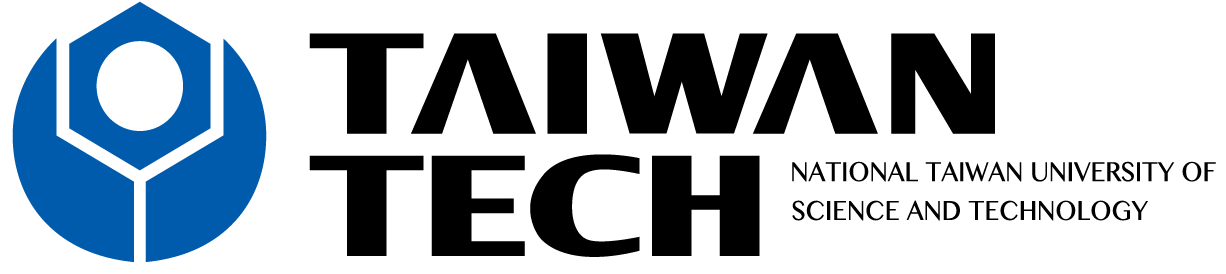 TAIWAN
TECH
NATIONAL TAIWAN UNIVERSITY OF
SCIENCE AND TECHNOLOGY